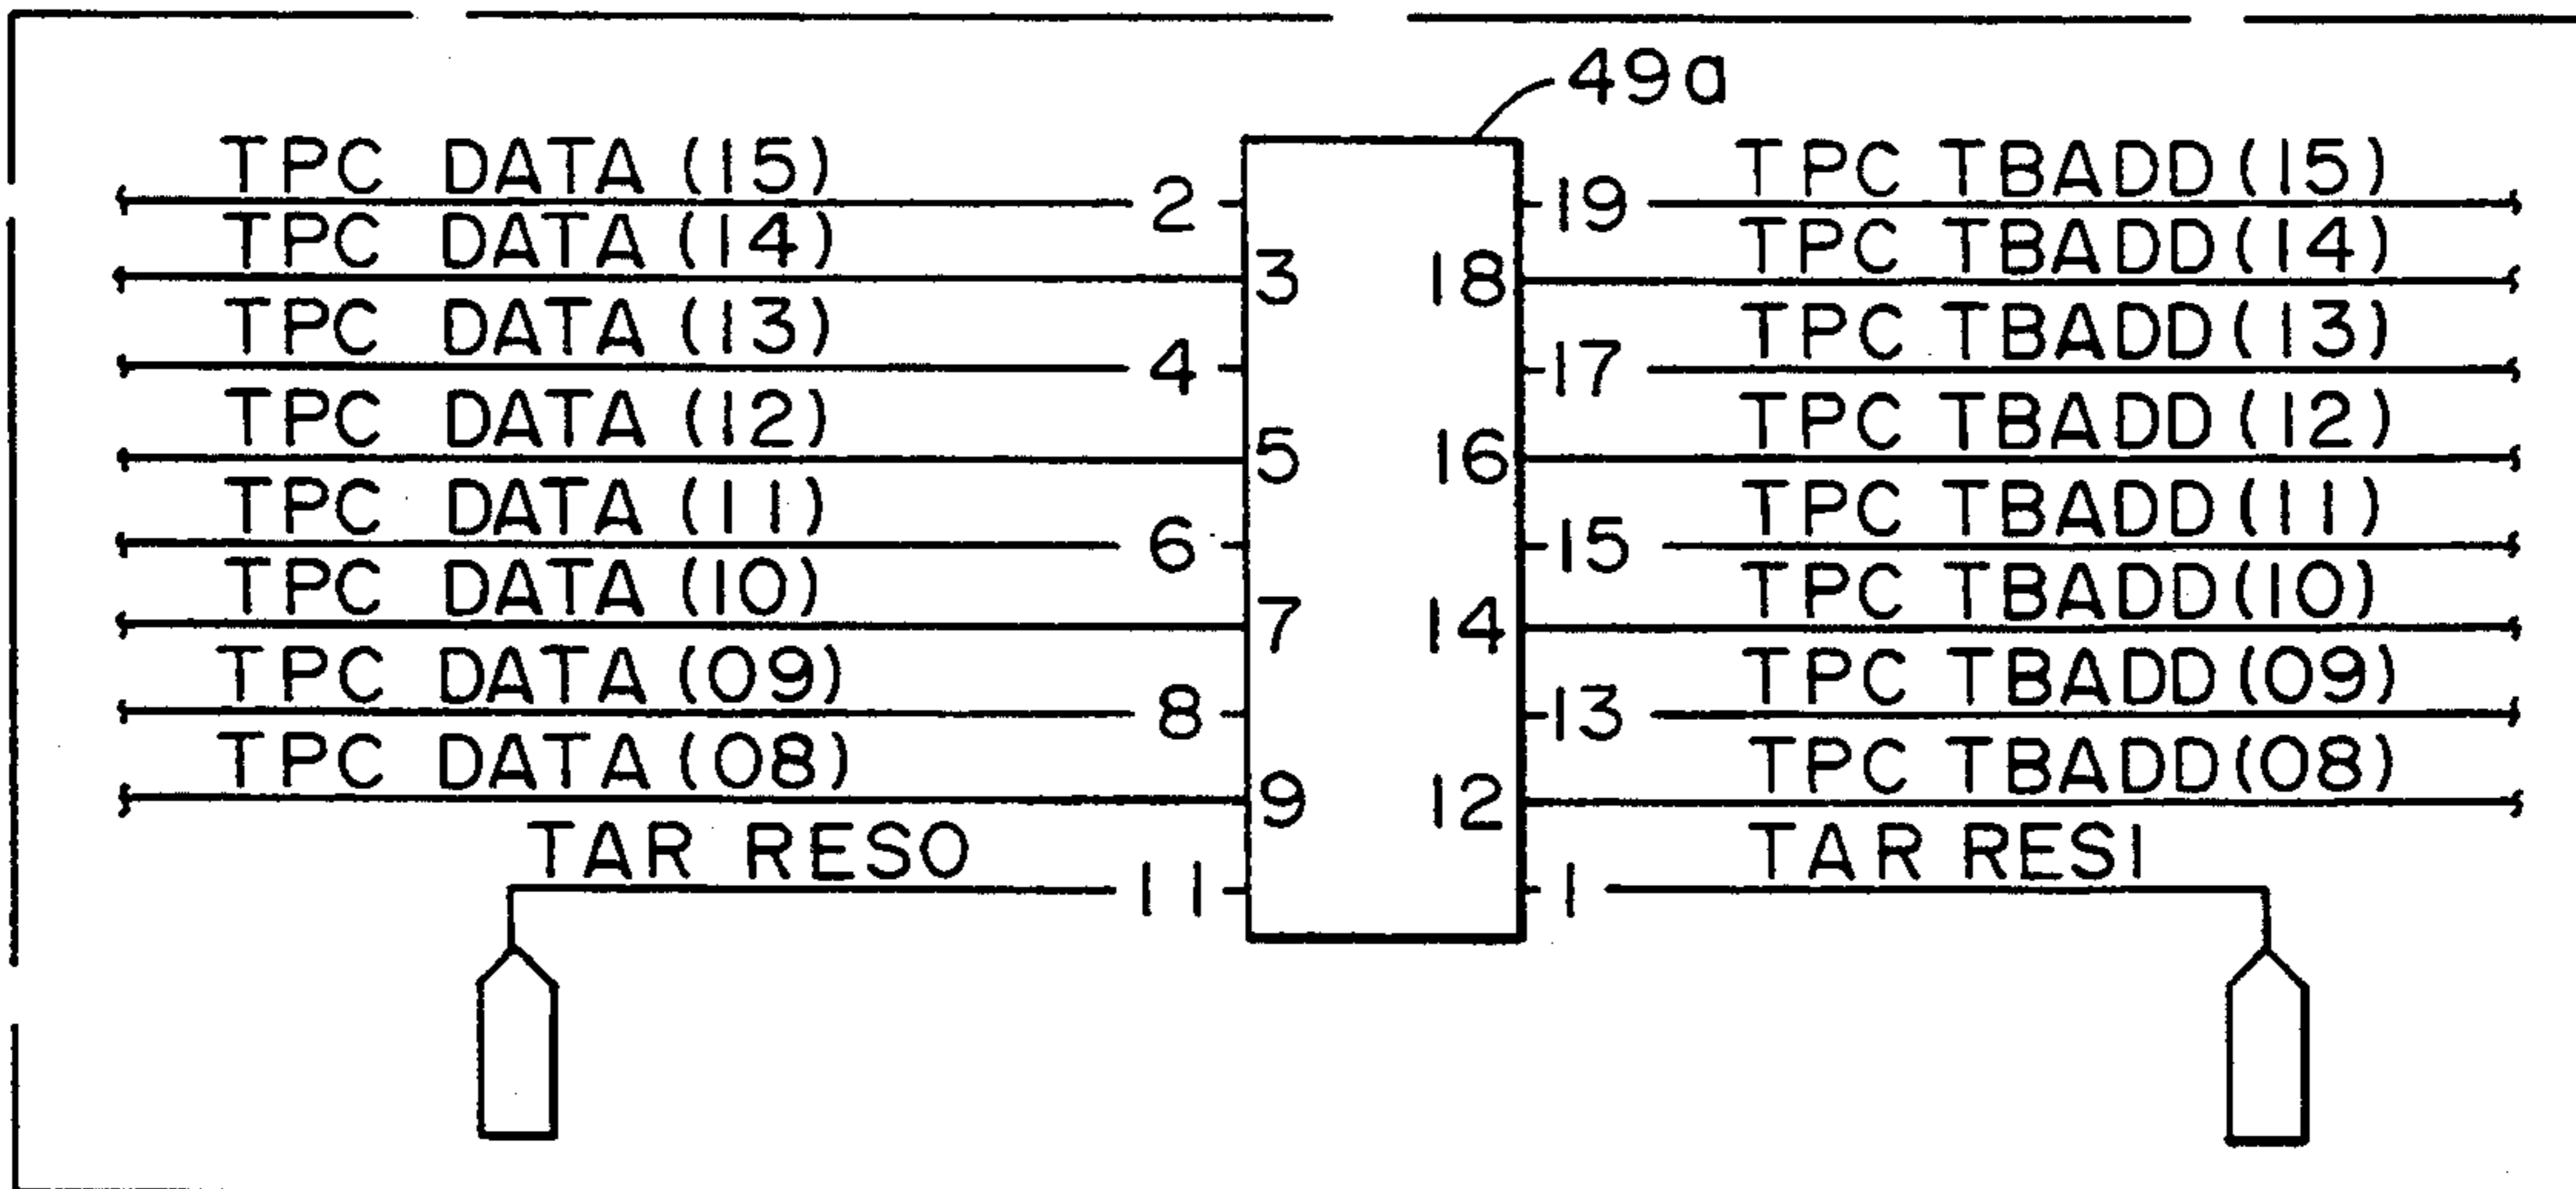 49a
TPC DATA (15) 2 19 TPC TBADD (15)
TPC DATA (14) 3 18 TPC TBADD (14)
TPC DATA (13) 4 17 TPC TBADD (13)
TPC DATA (12) 5 16 TPC TBADD (12)
TPC DATA (11) 6 15 TPC TBADD (11)
TPC DATA (10) 7 14 TPC TBADD (10)
TPC DATA (09) 8 13 TPC TBADD (09)
TPC DATA (08) 9 12 TPC TBADD (08)
TAR RESO 11 1 TAR RESI